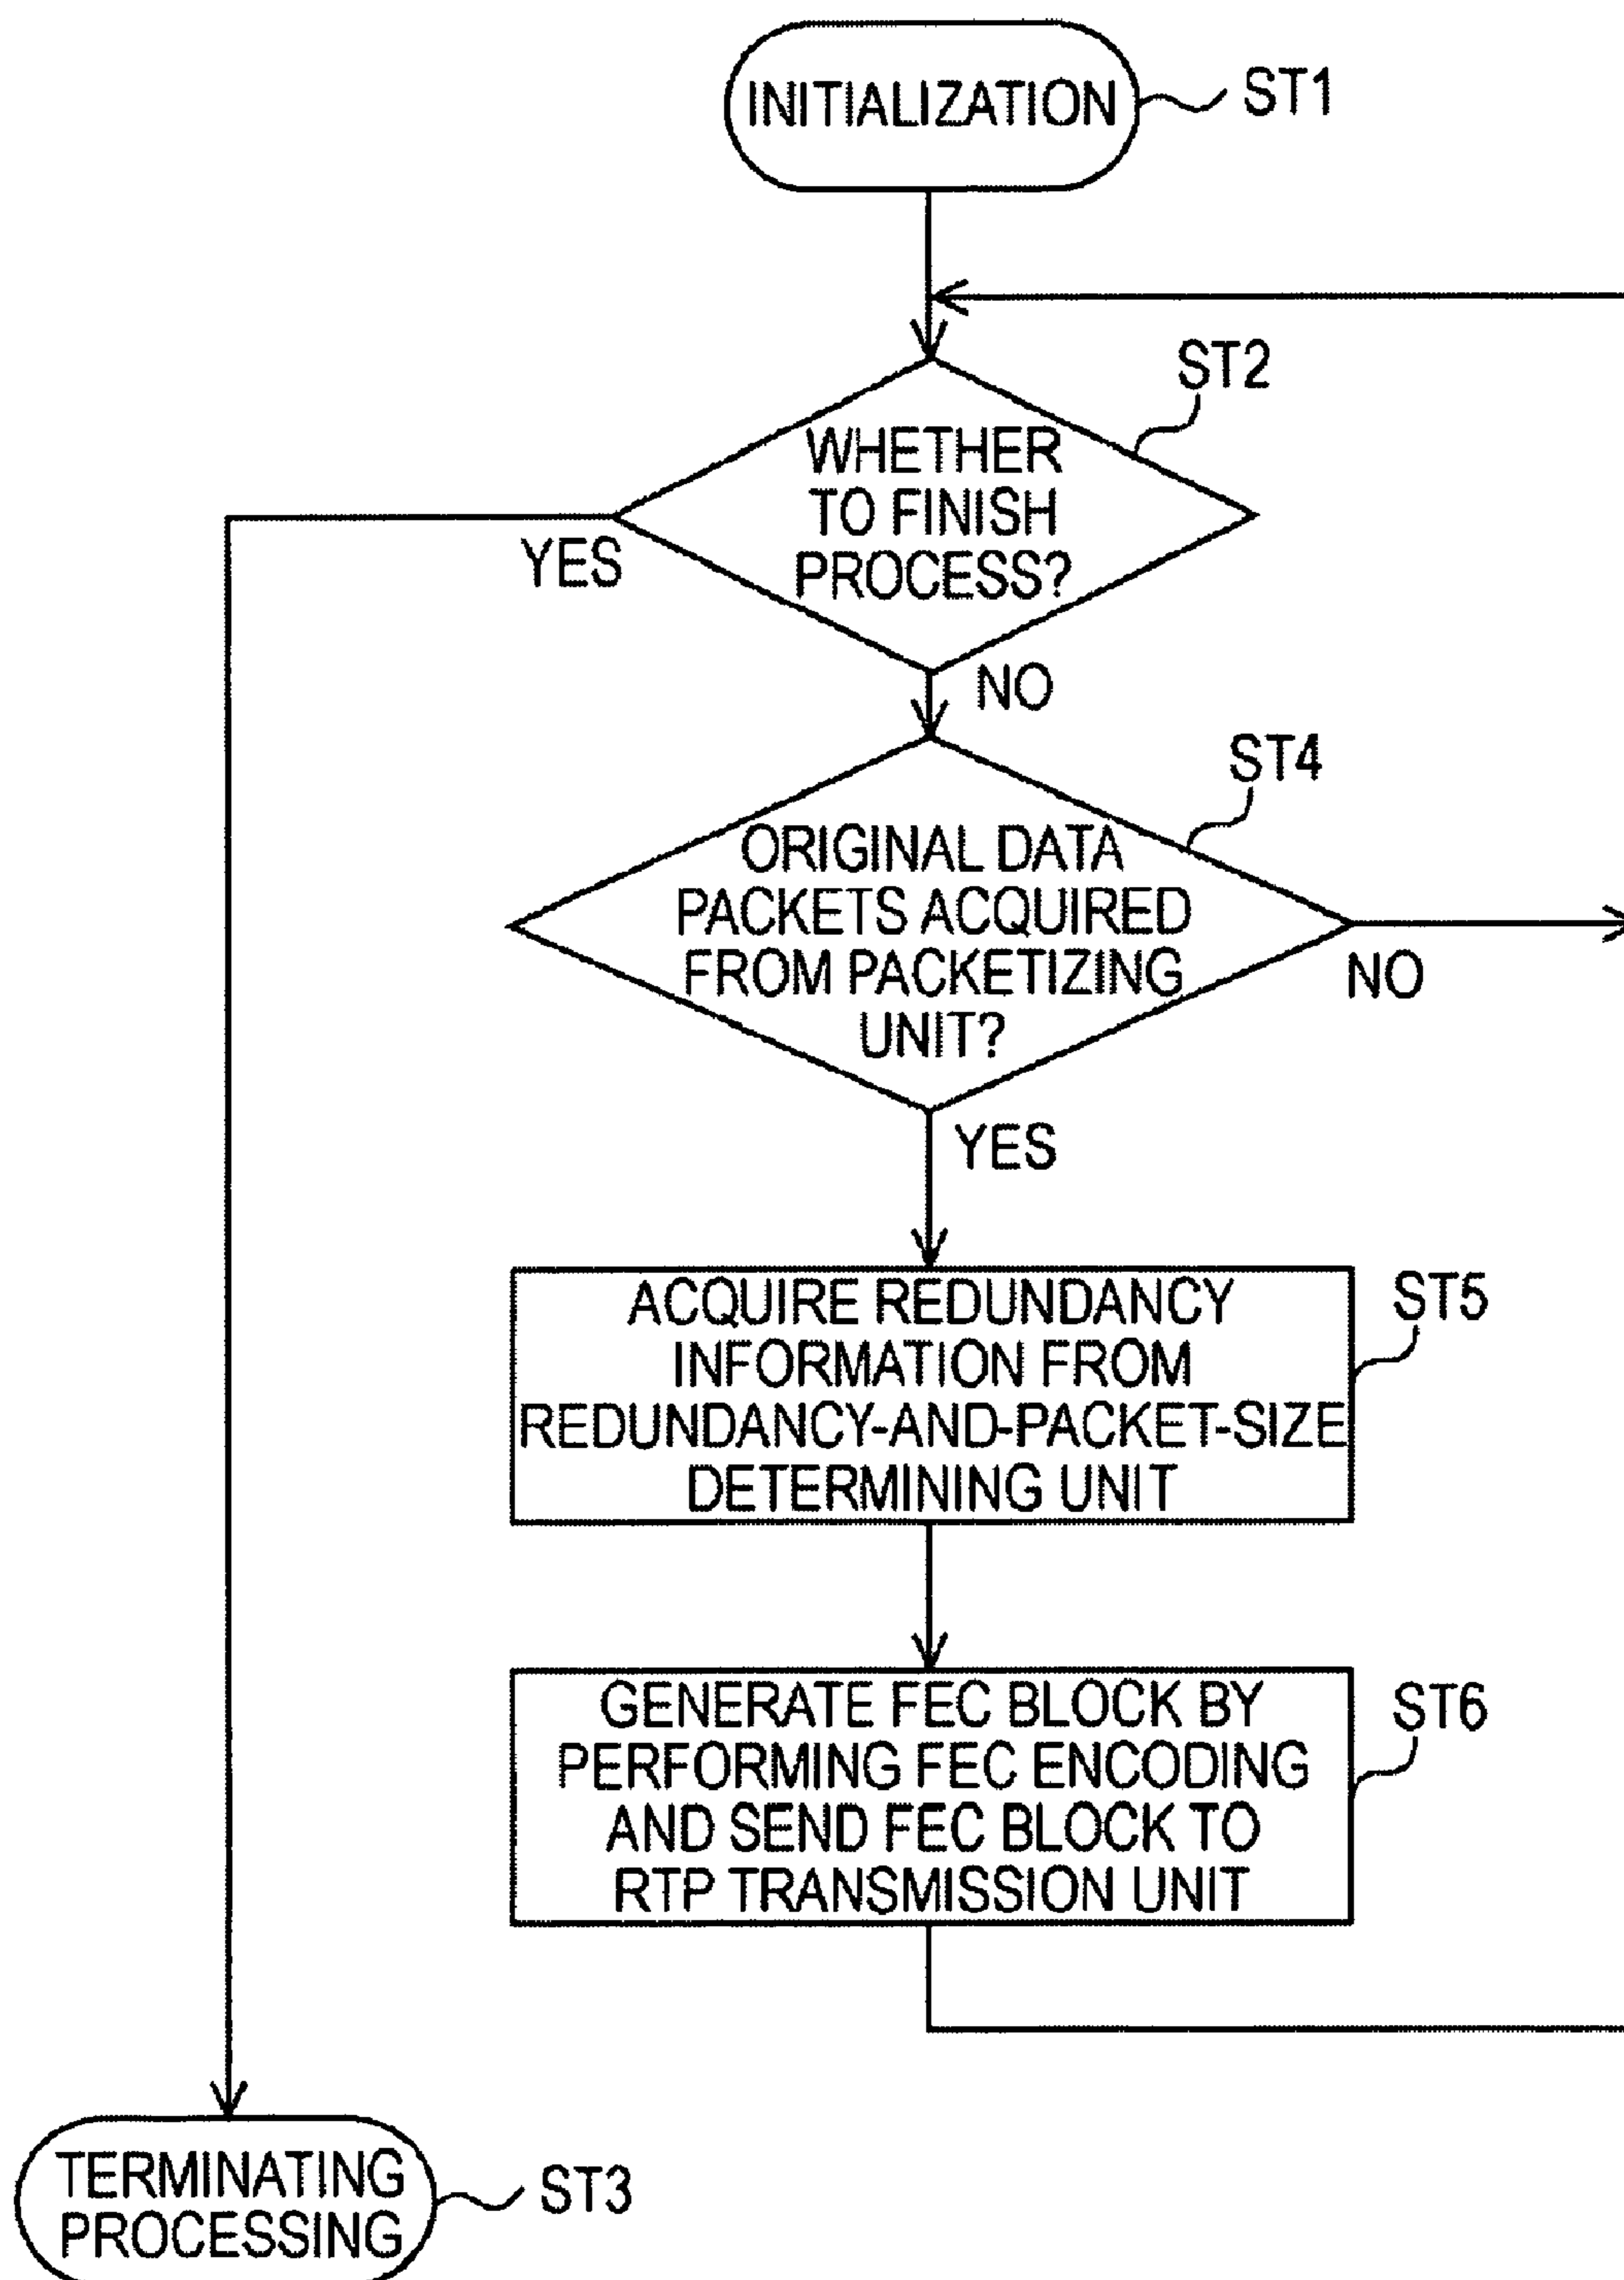 INITIALIZATION
ST1
ST2
WHETHER
TO FINISH
PROCESS?
YES
NO
ST4
ORIGINAL DATA
PACKETS ACQUIRED
FROM PACKETIZING
UNIT?
NO
YES
ACQUIRE REDUNDANCY
INFORMATION FROM
REDUNDANCY-AND-PACKET-SIZE
DETERMINING UNIT
ST5
GENERATE FEC BLOCK BY
PERFORMING FEC ENCODING
AND SEND FEC BLOCK TO
RTP TRANSMISSION UNIT
ST6
TERMINATING
PROCESSING
ST3